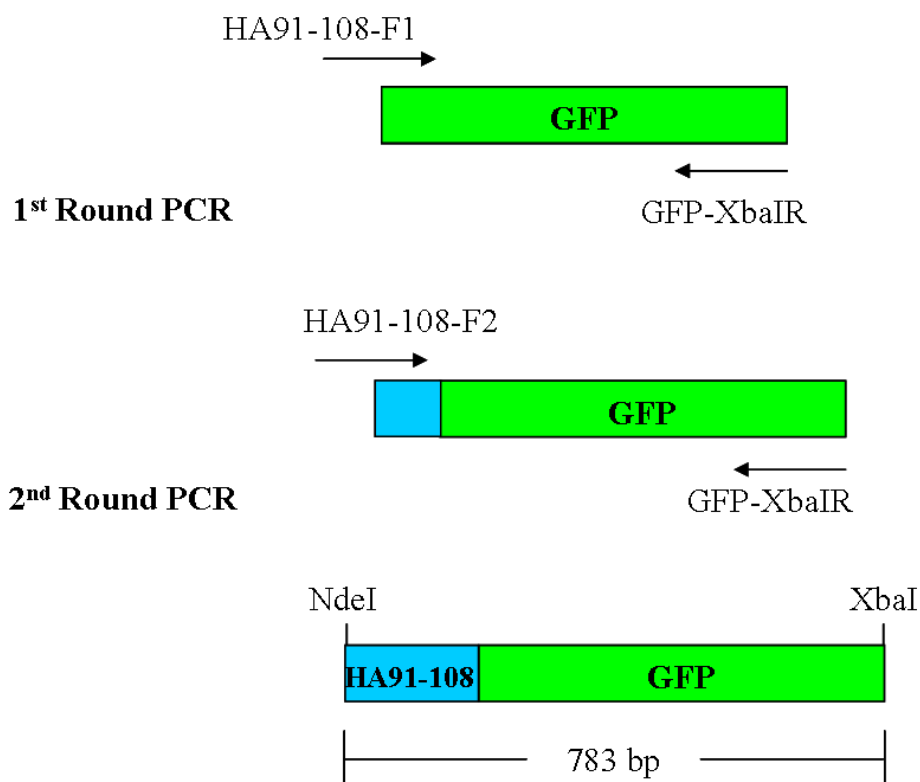 HA91-108-F1
GFP
1st Round PCR
GFP-XbaIR
HA91-108-F2
GFP
2nd Round PCR
GFP-XbaIR
NdeI
XbaI
HA91-108
GFP
783 bp